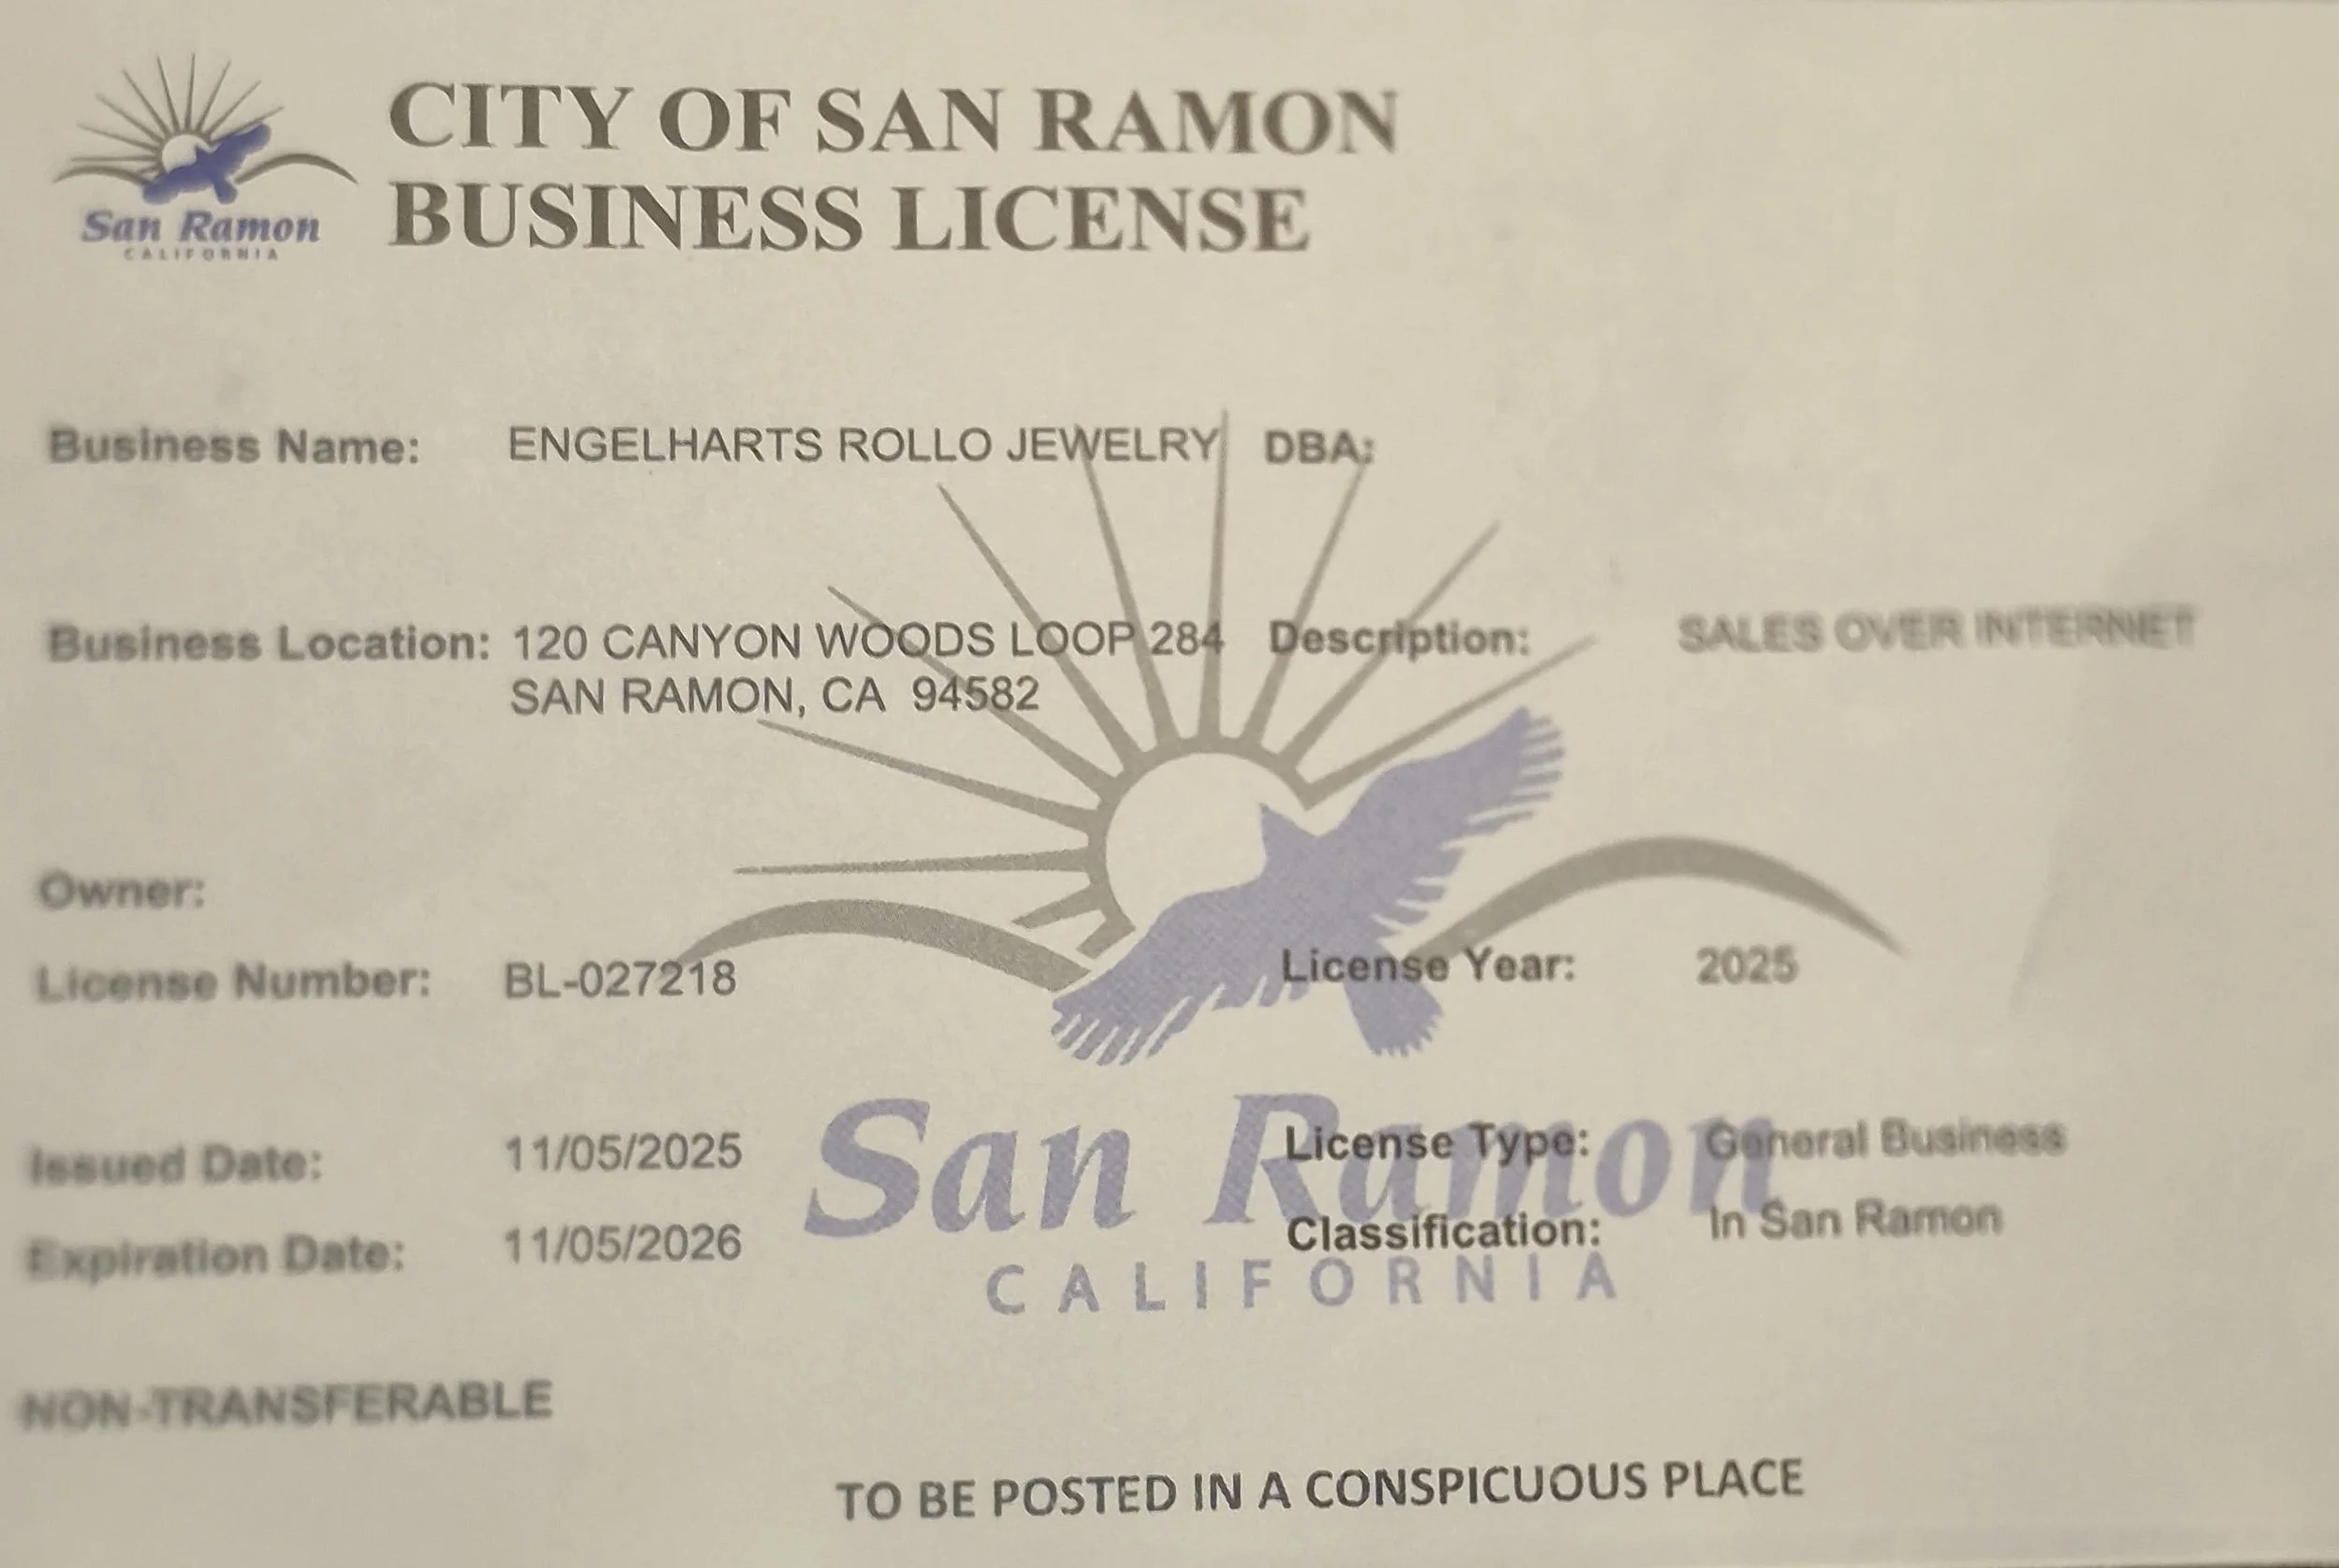 San Ramon
CALIFORNIA
CITY OF SAN RAMON
BUSINESS LICENSE
Business Name: ENGELHARTS ROLLO JEWELRY DBA:
Business Location: 120 CANYON WOODS LOOP 284 Description: SALES OVER INTERNET
SAN RAMON, CA 94582
Owner:
License Number: BL-027218 License Year: 2025
Issued Date: 11/05/2025 License Type: General Business
Expiration Date: 11/05/2026 Classification: In San Ramon
San Ramon
CALIFORNIA
NON-TRANSFERABLE
TO BE POSTED IN A CONSPICUOUS PLACE